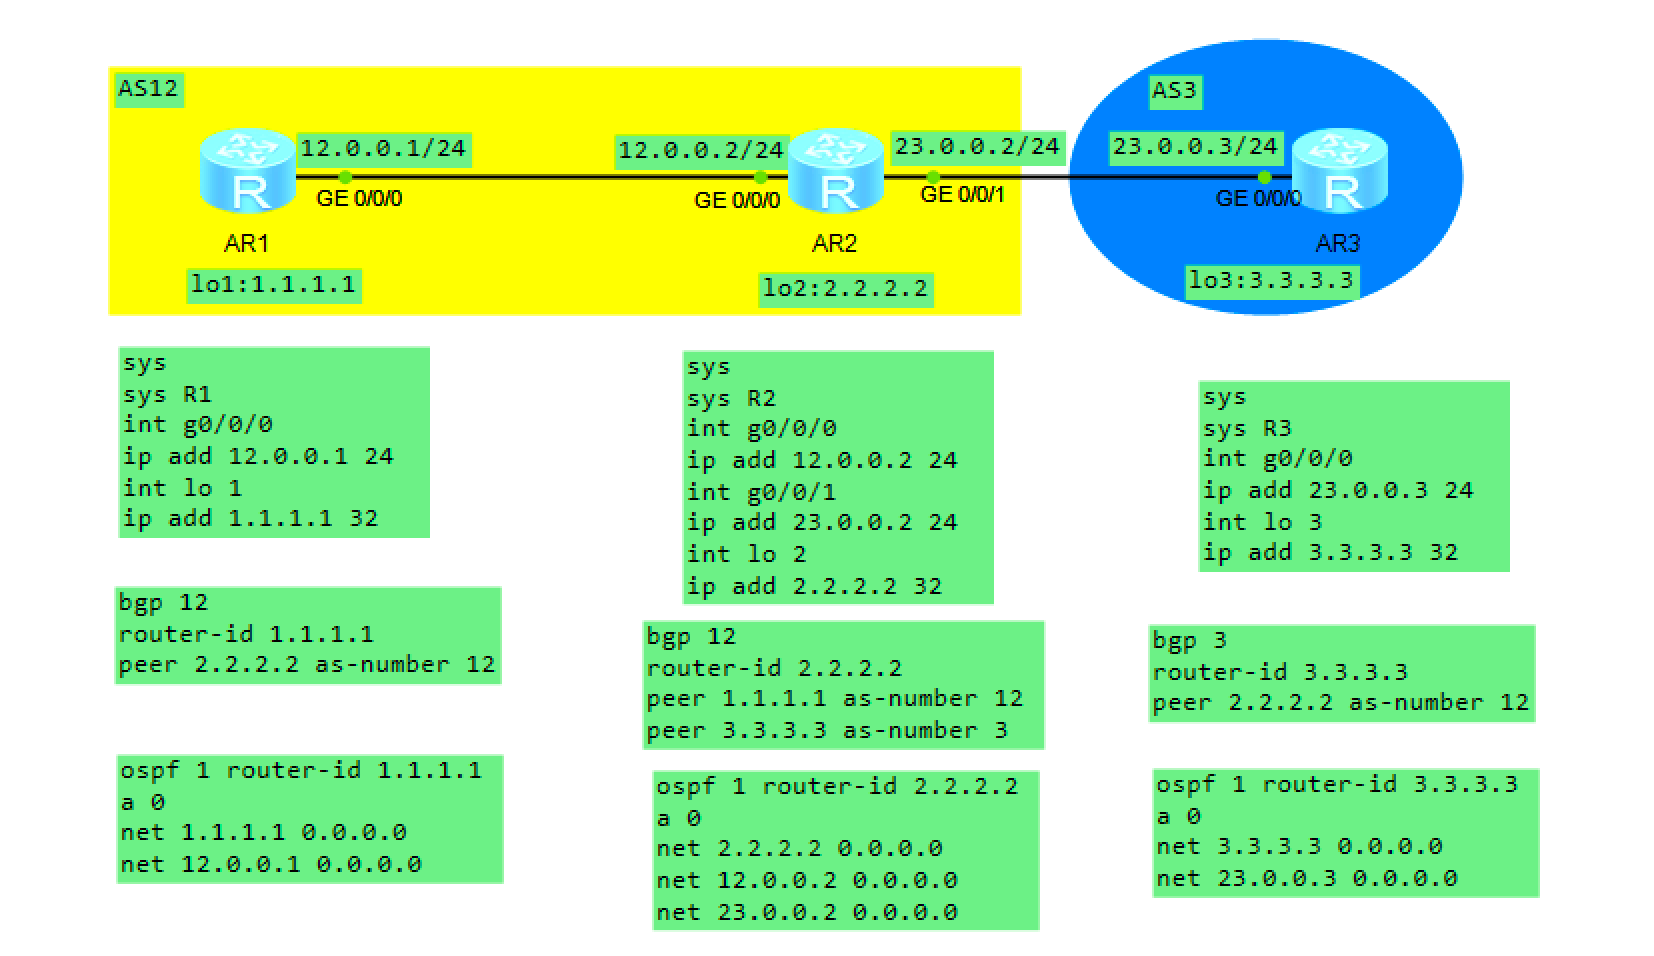 AS12
AS3
12.0.0.1/24
12.0.0.2/24
23.0.0.2/24
23.0.0.3/24
R
R
R
GE 0/0/0
GE 0/0/0
GE 0/0/1
GE 0/0/0
AR1
AR2
AR3
lo1:1.1.1.1
lo2:2.2.2.2
lo3:3.3.3.3
sys
sys R1
int g0/0/0
ip add 12.0.0.1 24
int lo 1
ip add 1.1.1.1 32
sys
sys R2
int g0/0/0
ip add 12.0.0.2 24
int g0/0/1
ip add 23.0.0.2 24
int lo 2
ip add 2.2.2.2 32
sys
sys R3
int g0/0/0
ip add 23.0.0.3 24
int lo 3
ip add 3.3.3.3 32
bgp 12
router-id 1.1.1.1
peer 2.2.2.2 as-number 12
bgp 12
router-id 2.2.2.2
peer 1.1.1.1 as-number 12
peer 3.3.3.3 as-number 3
bgp 3
router-id 3.3.3.3
peer 2.2.2.2 as-number 12
ospf 1 router-id 1.1.1.1
a 0
net 1.1.1.1 0.0.0.0
net 12.0.0.1 0.0.0.0
ospf 1 router-id 2.2.2.2
a 0
net 2.2.2.2 0.0.0.0
net 12.0.0.2 0.0.0.0
net 23.0.0.2 0.0.0.0
ospf 1 router-id 3.3.3.3
a 0
net 3.3.3.3 0.0.0.0
net 23.0.0.3 0.0.0.0